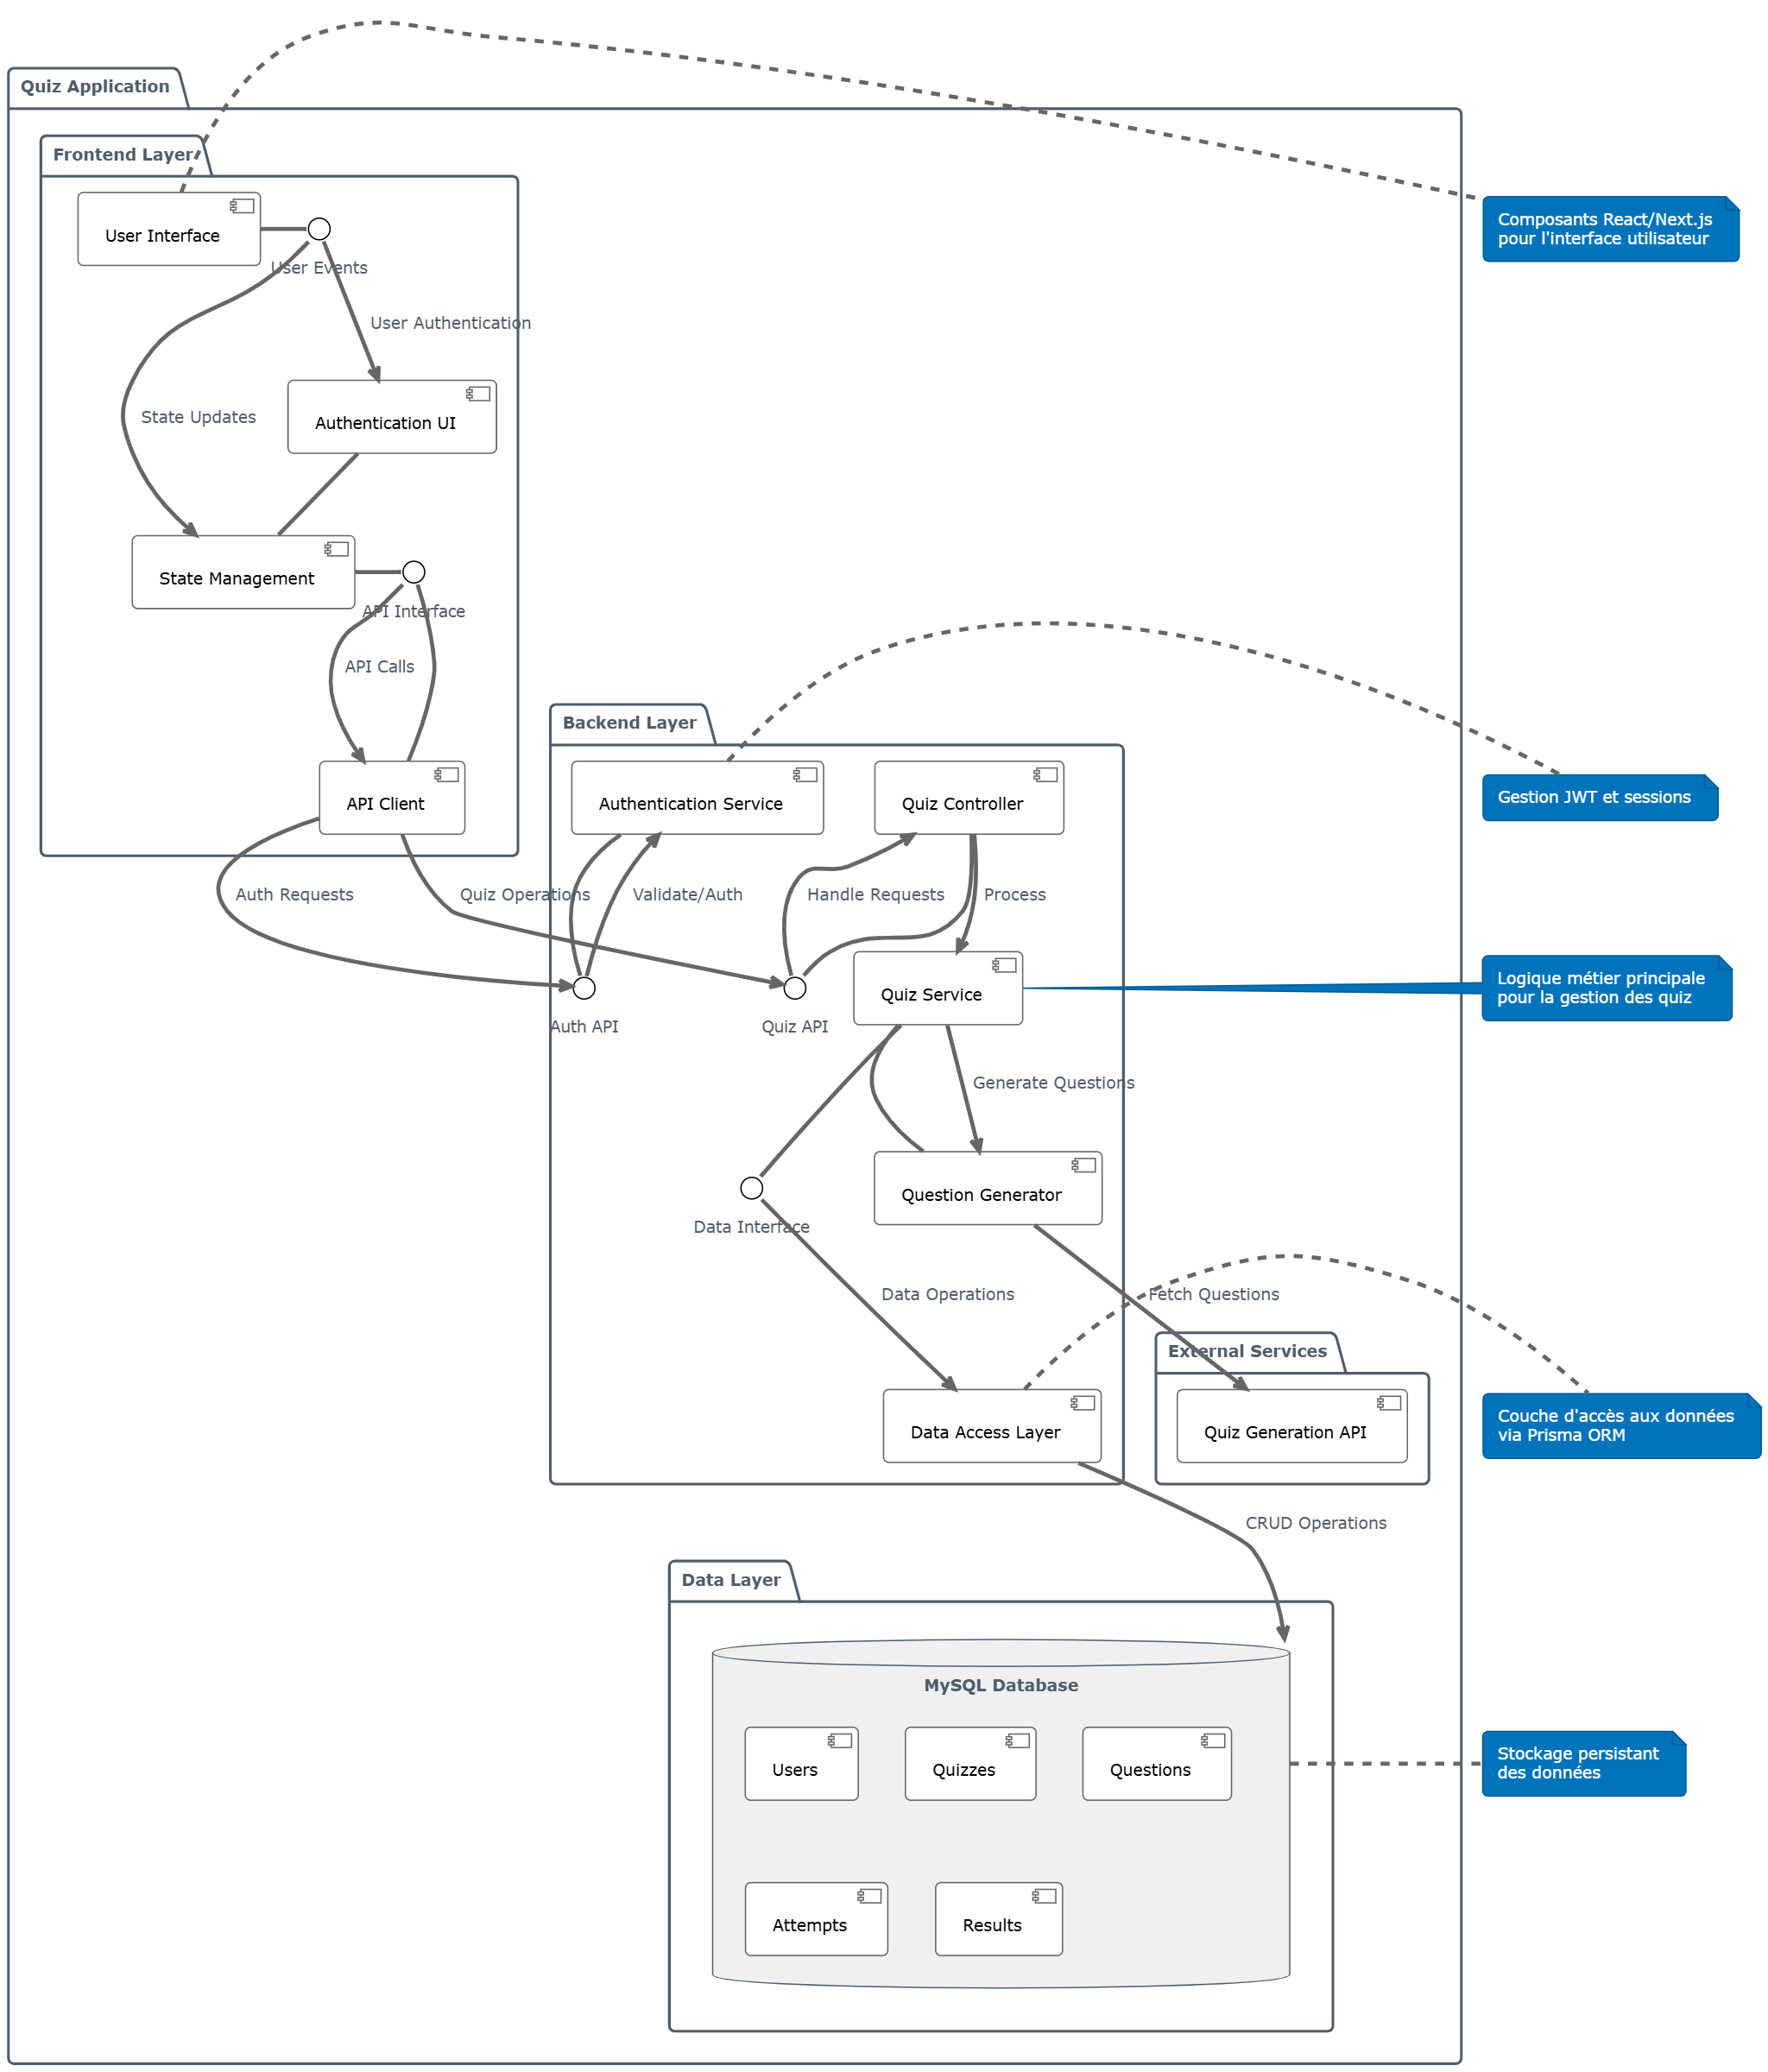 Quiz Application
Frontend Layer
User Interface
User Events
Composants React/Next.js
pour l'interface utilisateur
User Authentication
State Updates
Authentication UI
State Management
API Interface
API Calls
API Client
Backend Layer
Authentication Service
Quiz Controller
Gestion JWT et sessions
Auth Requests
Quiz Operations
Validate/Auth
Handle Requests
Process
Quiz Service
Logique métier principale
pour la gestion des quiz
Auth API
Quiz API
Generate Questions
Question Generator
Data Interface
Data Operations
Fetch Questions
External Services
Data Access Layer
Quiz Generation API
Couche d'accès aux données
via Prisma ORM
CRUD Operations
Data Layer
MySQL Database
Users
Quizzes
Questions
Stockage persistant
des données
Attempts
Results